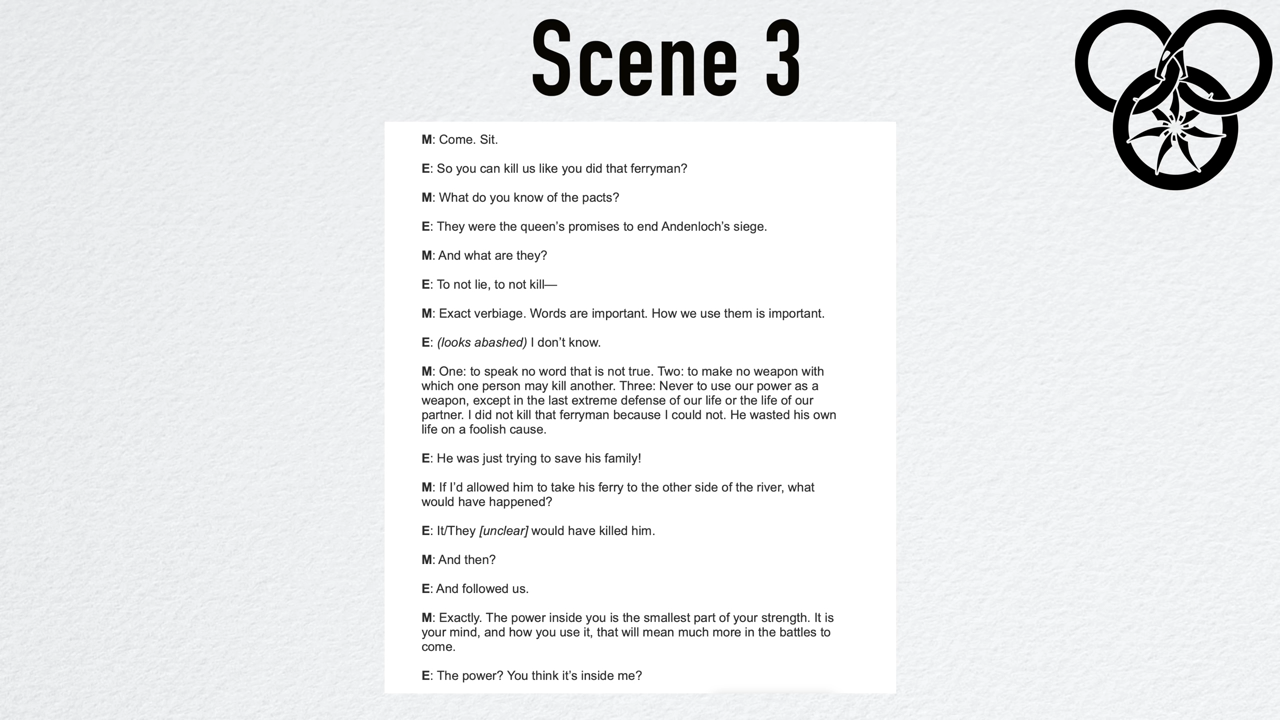 Scene 3
M: Come. Sit.
E: So you can kill us like you did that ferryman?
M: What do you know of the pacts?
E: They were the queen’s promises to end Andenloch’s siege.
M: And what are they?
E: To not lie, to not kill—
M: Exact verbiage. Words are important. How we use them is important.
E: (looks abashed) I don’t know.
M: One: to speak no word that is not true. Two: to make no weapon with
which one person may kill another. Three: Never to use our power as a
weapon, except in the last extreme defense of our life or the life of our
partner. I did not kill that ferryman because I could not. He wasted his own
life on a foolish cause.
E: He was just trying to save his family!
M: If I’d allowed him to take his ferry to the other side of the river, what
would have happened?
E: It/They [unclear] would have killed him.
M: And then?
E: And followed us.
M: Exactly. The power inside you is the smallest part of your strength. It is
your mind, and how you use it, that will mean much more in the battles to
come.
E: The power? You think it’s inside me?